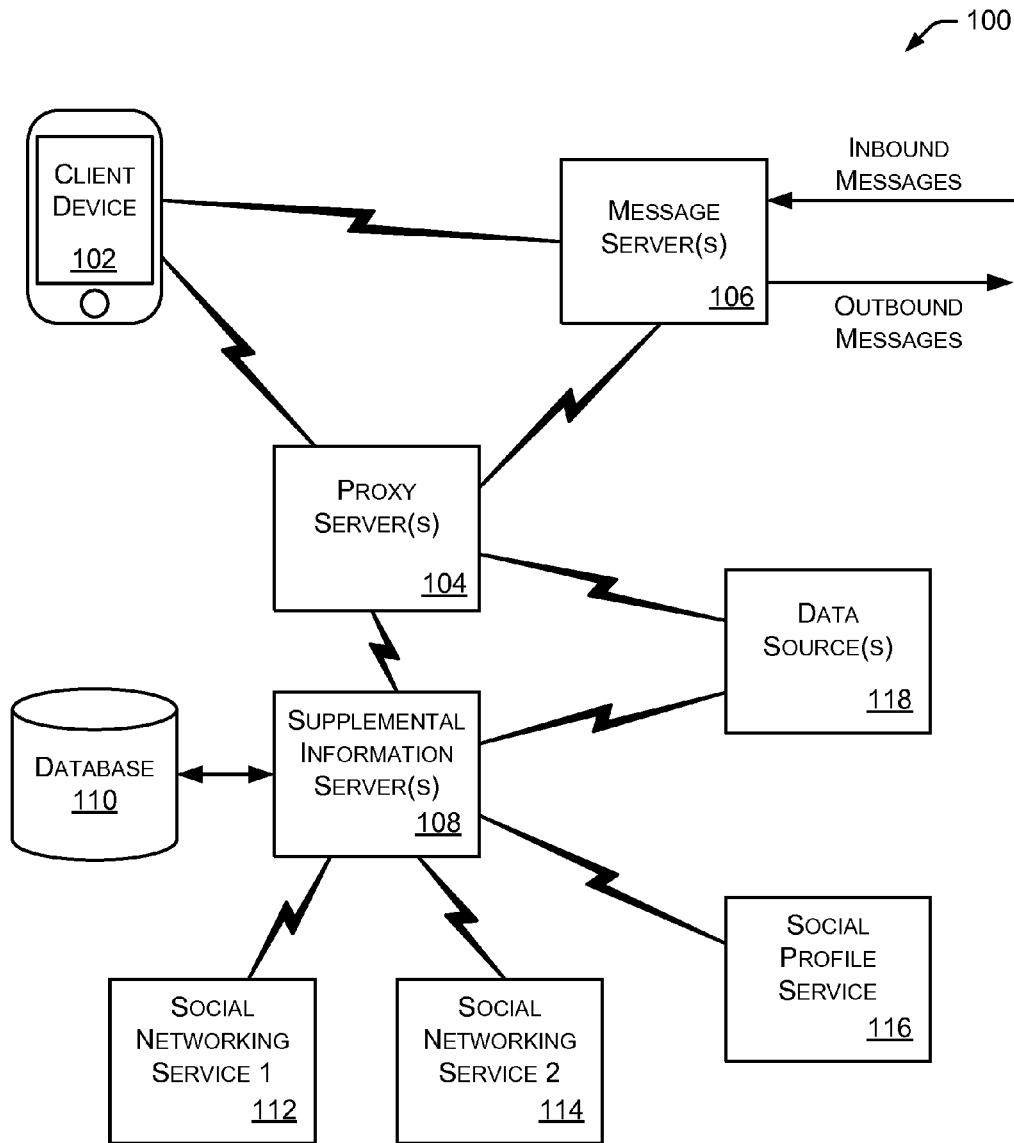 100
CLIENT
DEVICE
102
MESSAGE
SERVER(S)
106
INBOUND
MESSAGES
OUTBOUND
MESSAGES
PROXY
SERVER(S)
104
DATA
SOURCE(S)
118
DATABASE
110
SUPPLEMENTAL
INFORMATION
SERVER(S)
108
SOCIAL
PROFILE
SERVICE
116
SOCIAL
NETWORKING
SERVICE 1
112
SOCIAL
NETWORKING
SERVICE 2
114